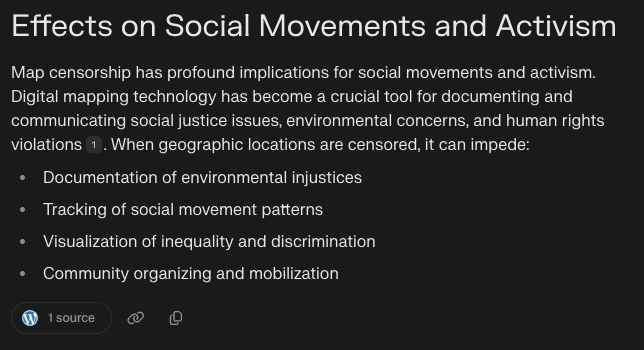 Effects on Social Movements and Activism
Map censorship has profound implications for social movements and activism.
Digital mapping technology has become a crucial tool for documenting and
communicating social justice issues, environmental concerns, and human rights
violations 1. When geographic locations are censored, it can impede:
• Documentation of environmental injustices
• Tracking of social movement patterns
• Visualization of inequality and discrimination
• Community organizing and mobilization
1 source